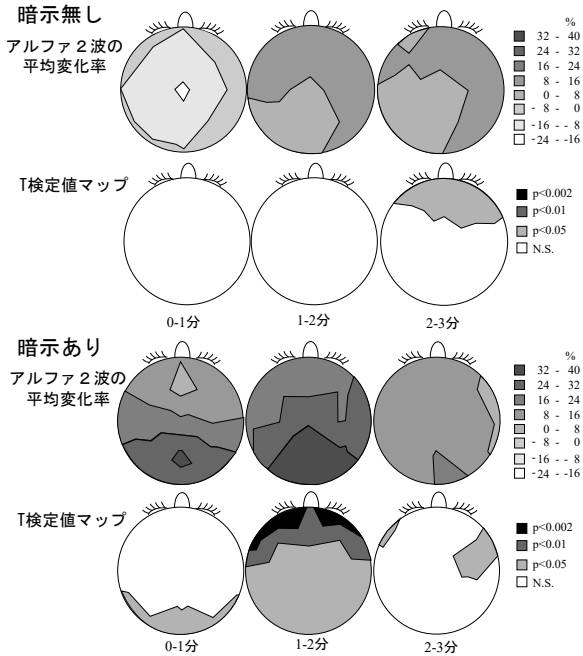 暗示無し
アルファ２波の
平均変化率
%
32 - 40
24 - 32
16 - 24
8 - 16
0 - 8
- 8 - 0
-16 - - 8
-24 - -16
T検定値マップ
p<0.002
p<0.01
p<0.05
N.S.
0-1分
1-2分
2-3分
暗示あり
アルファ２波の
平均変化率
%
32 - 40
24 - 32
16 - 24
8 - 16
0 - 8
- 8 - 0
-16 - - 8
-24 - -16
T検定値マップ
p<0.002
p<0.01
p<0.05
N.S.
0-1分
1-2分
2-3分